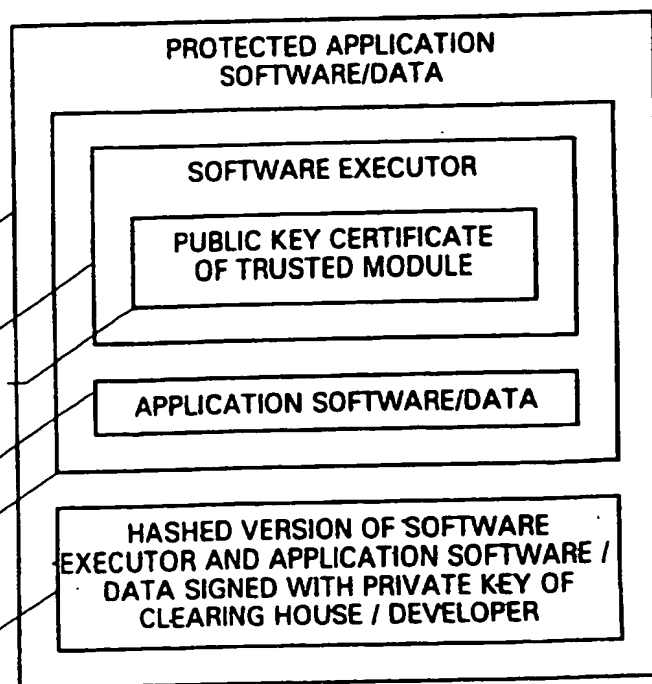 PROTECTED APPLICATION
SOFTWARE/DATA
SOFTWARE EXECUTOR
PUBLIC KEY CERTIFICATE
OF TRUSTED MODULE
APPLICATION SOFTWARE/DATA
HASHED VERSION OF SOFTWARE
EXECUTOR AND APPLICATION SOFTWARE /
DATA SIGNED WITH PRIVATE KEY OF
CLEARING HOUSE / DEVELOPER